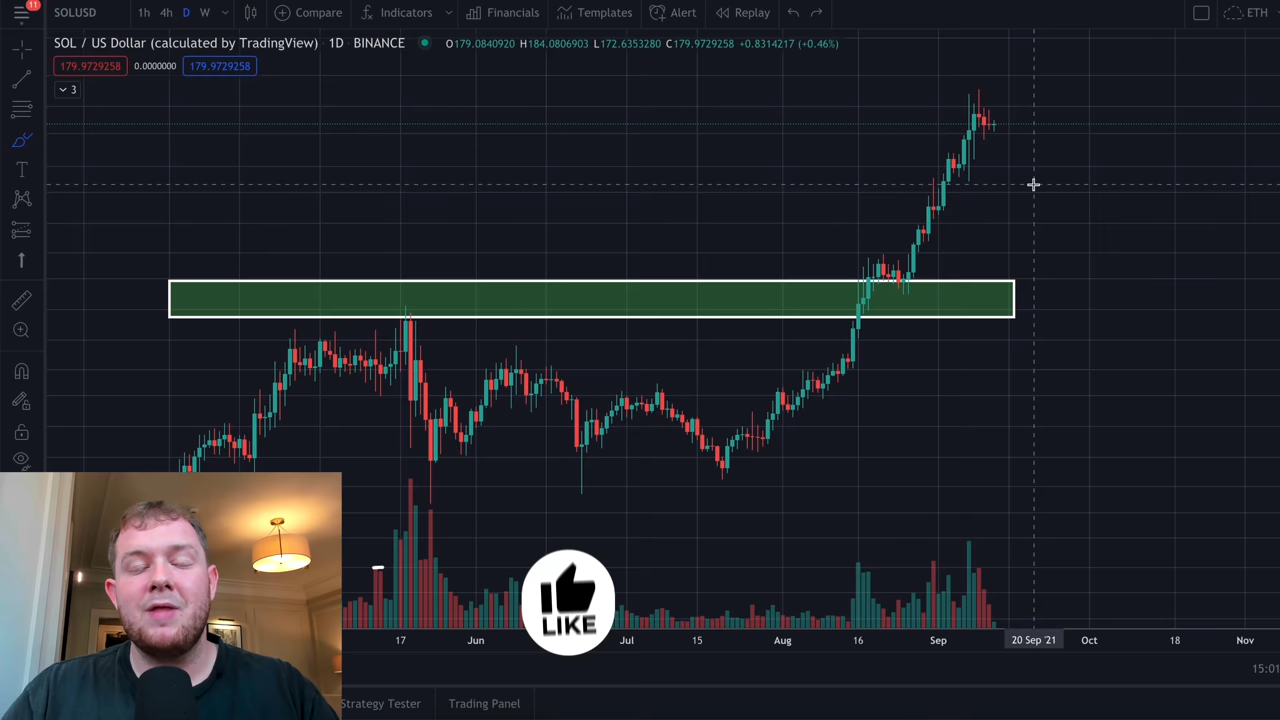 11
SOLUSD
1h 4h D W
Compare
Indicators
Financials
Templates
Alert
Replay
ETH
SOL / US Dollar (calculated by TradingView) · 1D · BINANCE
O179.0840920 H184.0806903 L172.6353280 C179.9729258 +0.8314217 (+0.46%)
179.9729258 0.0000000 179.9729258
3
LIKE
17 Jun Jul 15 Aug 16 Sep 20 Sep '21 Oct 18 Nov
15:01
Strategy Tester
Trading Panel